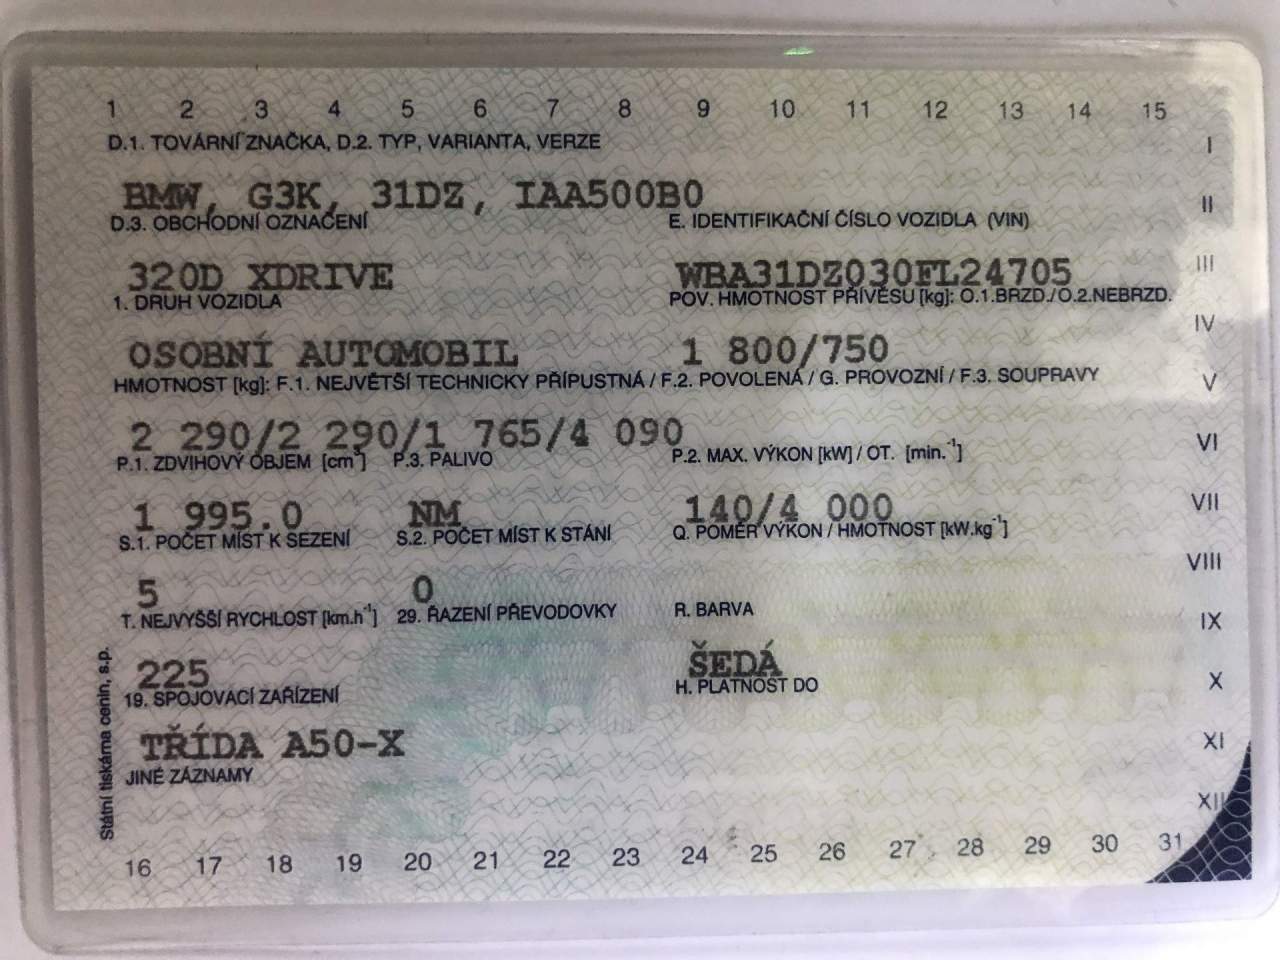 1 2 3 4 5 6 7 8 9 10 11 12 13 14 15
D.1. TOVÁRNÍ ZNAČKA, D.2. TYP, VARIANTA, VERZE
I
BMW, G3K, 31DZ, IAA500B0
II
D.3. OBCHODNÍ OZNAČENÍ E. IDENTIFIKAČNÍ ČÍSLO VOZIDLA (VIN)
320D XDRIVE WBA31DZ030FL24705
III
1. DRUH VOZIDLA POV. HMOTNOST PŘÍVĚSU [kg]: O.1.BRZD./O.2.NEBRZD.
IV
OSOBNÍ AUTOMOBIL 1 800/750
HMOTNOST [kg]: F.1. NEJVĚTŠÍ TECHNICKY PŘÍPUSTNÁ / F.2. POVOLENÁ / G. PROVOZNÍ / F.3. SOUPRAVY
V
2 290/2 290/1 765/4 090
VI
P.1. ZDVIHOVÝ OBJEM [cm³] P.3. PALIVO P.2. MAX. VÝKON [kW] / OT. [min.⁻¹]
1 995.0 NM 140/4 000
VII
S.1. POČET MÍST K SEZENÍ S.2. POČET MÍST K STÁNÍ Q. POMĚR VÝKON / HMOTNOST [kW.kg⁻¹]
VIII
5 0
T. NEJVYŠŠÍ RYCHLOST [km.h⁻¹] 29. ŘAZENÍ PŘEVODOVKY R. BARVA
IX
225 ŠEDÁ
X
19. SPOJOVACÍ ZAŘÍZENÍ H. PLATNOST DO
TŘÍDA A50-X
XI
JINÉ ZÁZNAMY
XII
Státní tiskárna cenin, s.p.
16 17 18 19 20 21 22 23 24 25 26 27 28 29 30 31